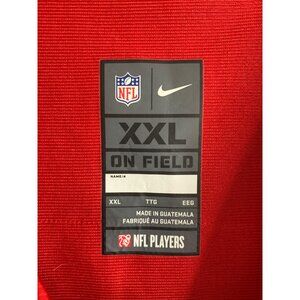 NFL
XXL
ON FIELD
NAME/#
XXL TTG EEG
MADE IN GUATEMALA
FABRIQUÉ AU GUATEMALA
NFL PLAYERS